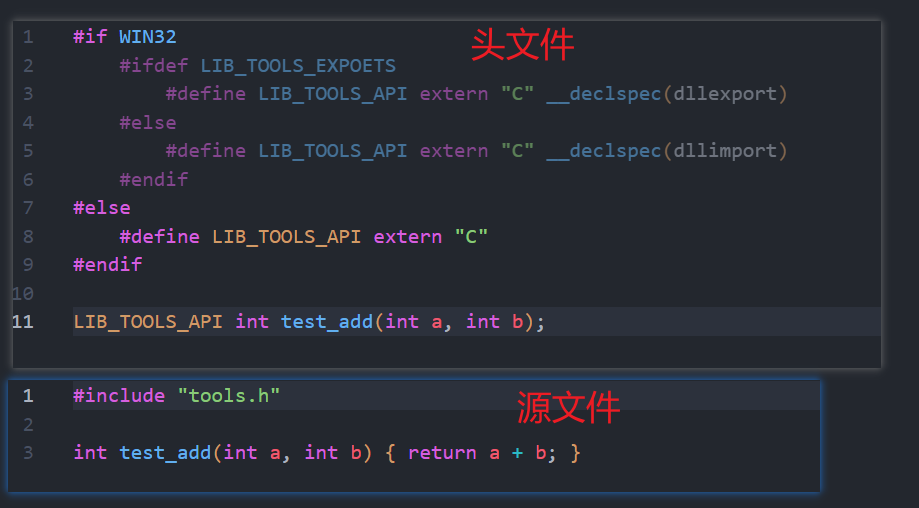 头文件
1 #if WIN32
2 #ifdef LIB_TOOLS_EXPOETS
3 #define LIB_TOOLS_API extern "C" __declspec(dllexport)
4 #else
5 #define LIB_TOOLS_API extern "C" __declspec(dllimport)
6 #endif
7 #else
8 #define LIB_TOOLS_API extern "C"
9 #endif
10
11 LIB_TOOLS_API int test_add(int a, int b);
源文件
1 #include "tools.h"
2
3 int test_add(int a, int b) { return a + b; }